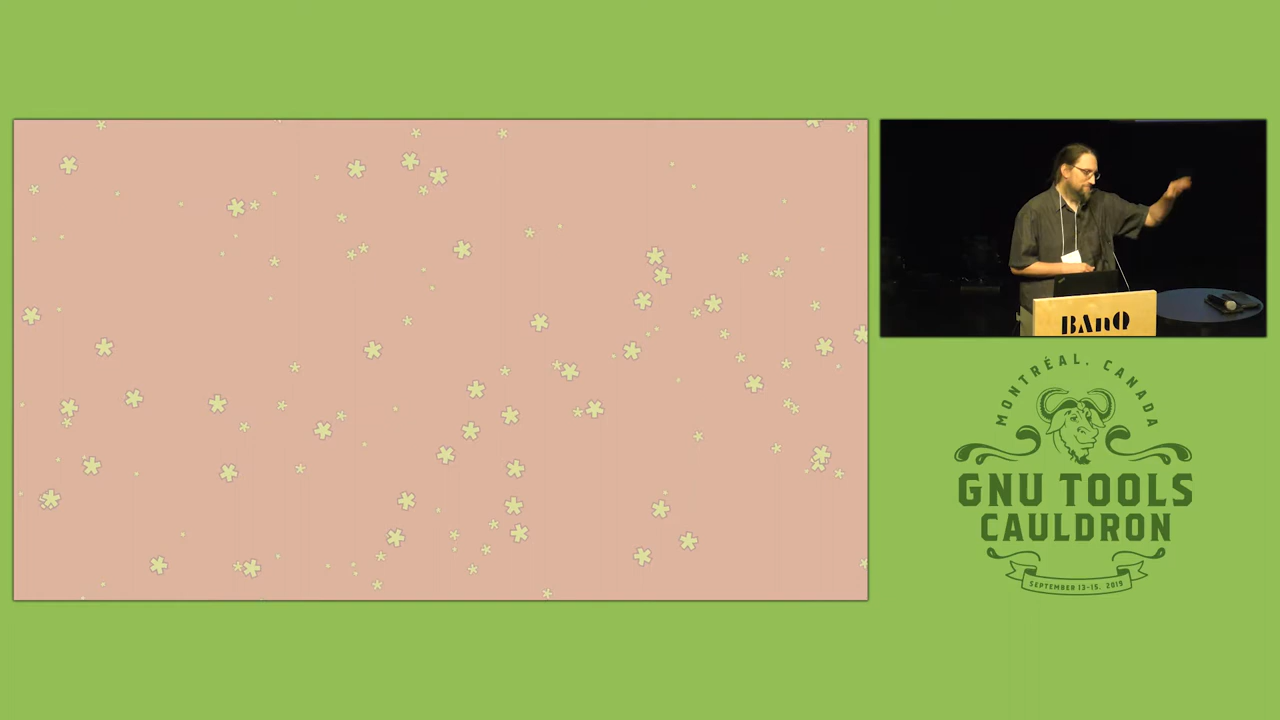 BAnQ
MONTRÉAL, CANADA
GNU TOOLS
CAULDRON
SEPTEMBER 13-15, 2019